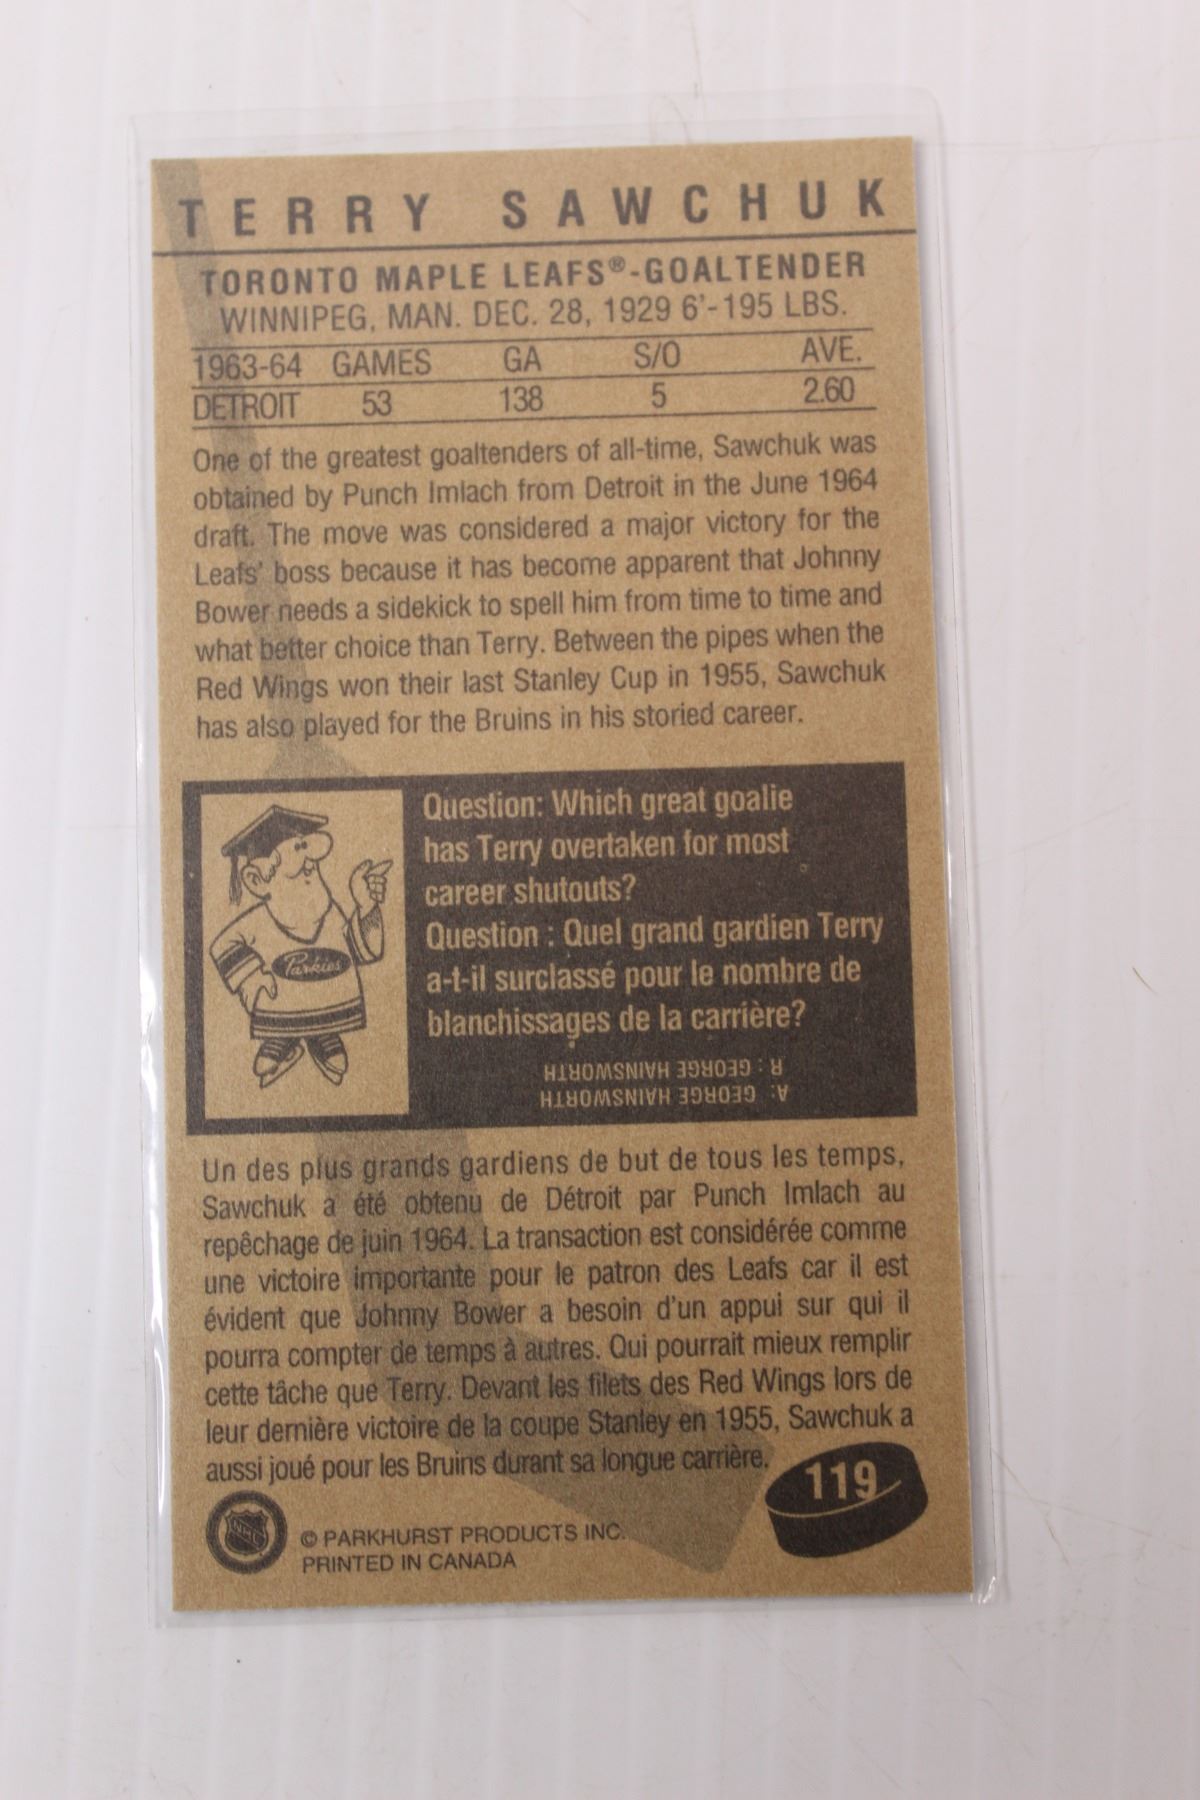 TERRY SAWCHUK
TORONTO MAPLE LEAFS®-GOALTENDER
WINNIPEG, MAN. DEC. 28, 1929 6'-195 LBS.
1963-64 GAMES GA S/O AVE.
DETROIT 53 138 5 2.60
One of the greatest goaltenders of all-time, Sawchuk was
obtained by Punch Imlach from Detroit in the June 1964
draft. The move was considered a major victory for the
Leafs' boss because it has become apparent that Johnny
Bower needs a sidekick to spell him from time to time and
what better choice than Terry. Between the pipes when the
Red Wings won their last Stanley Cup in 1955, Sawchuk
has also played for the Bruins in his storied career.
Parkies
Question: Which great goalie
has Terry overtaken for most
career shutouts?
Question : Quel grand gardien Terry
a-t-il surclassé pour le nombre de
blanchissages de la carrière?
A: GEORGE HAINSWORTH
R : GEORGE HAINSWORTH
Un des plus grands gardiens de but de tous les temps,
Sawchuk a été obtenu de Détroit par Punch Imlach au
repêchage de juin 1964. La transaction est considérée comme
une victoire importante pour le patron des Leafs car il est
évident que Johnny Bower a besoin d'un appui sur qui il
pourra compter de temps à autres. Qui pourrait mieux remplir
cette tâche que Terry. Devant les filets des Red Wings lors de
leur dernière victoire de la coupe Stanley en 1955, Sawchuk a
aussi joué pour les Bruins durant sa longue carrière.
119
NHL
© PARKHURST PRODUCTS INC.
PRINTED IN CANADA